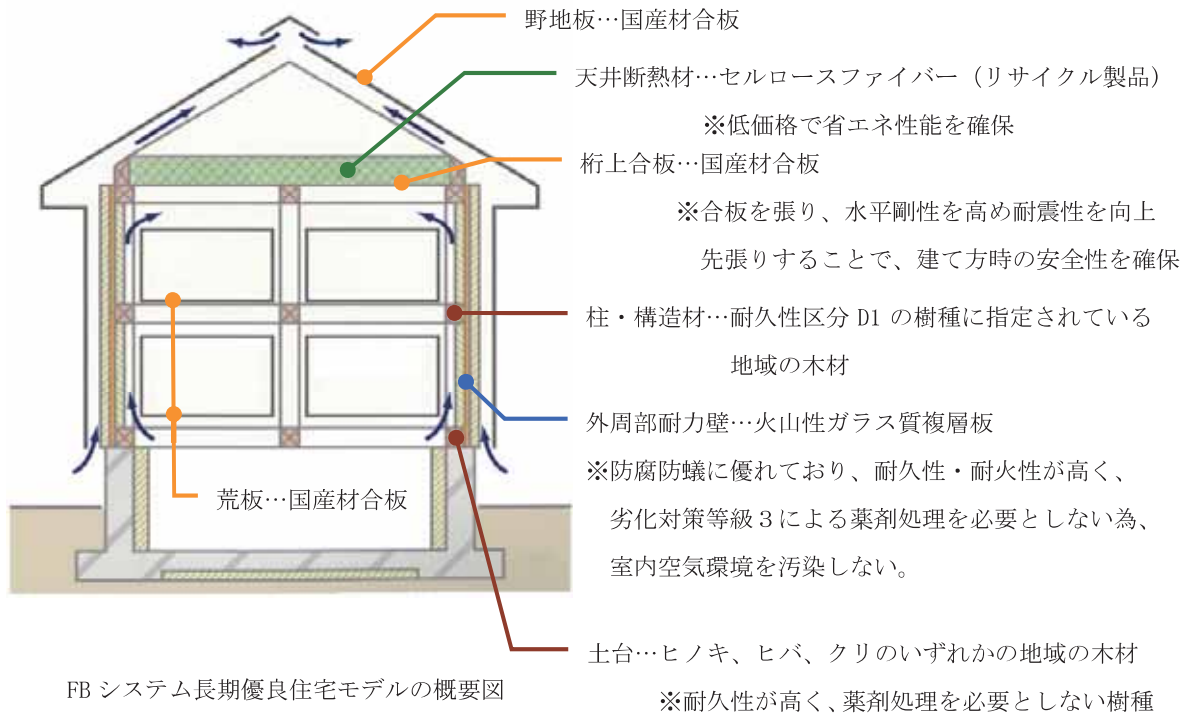 野地板…国産材合板
天井断熱材…セルロースファイバー（リサイクル製品）
※低価格で省エネ性能を確保
桁上合板…国産材合板
※合板を張り、水平剛性を高め耐震性を向上
先張りすることで、建て方時の安全性を確保
柱・構造材…耐久性区分 D1 の樹種に指定されている
地域の木材
外周部耐力壁…火山性ガラス質複層板
※防腐防蟻に優れており、耐久性・耐火性が高く、
劣化対策等級３による薬剤処理を必要としない為、
室内空気環境を汚染しない。
荒板…国産材合板
土台…ヒノキ、ヒバ、クリのいずれかの地域の木材
※耐久性が高く、薬剤処理を必要としない樹種
FB システム長期優良住宅モデルの概要図